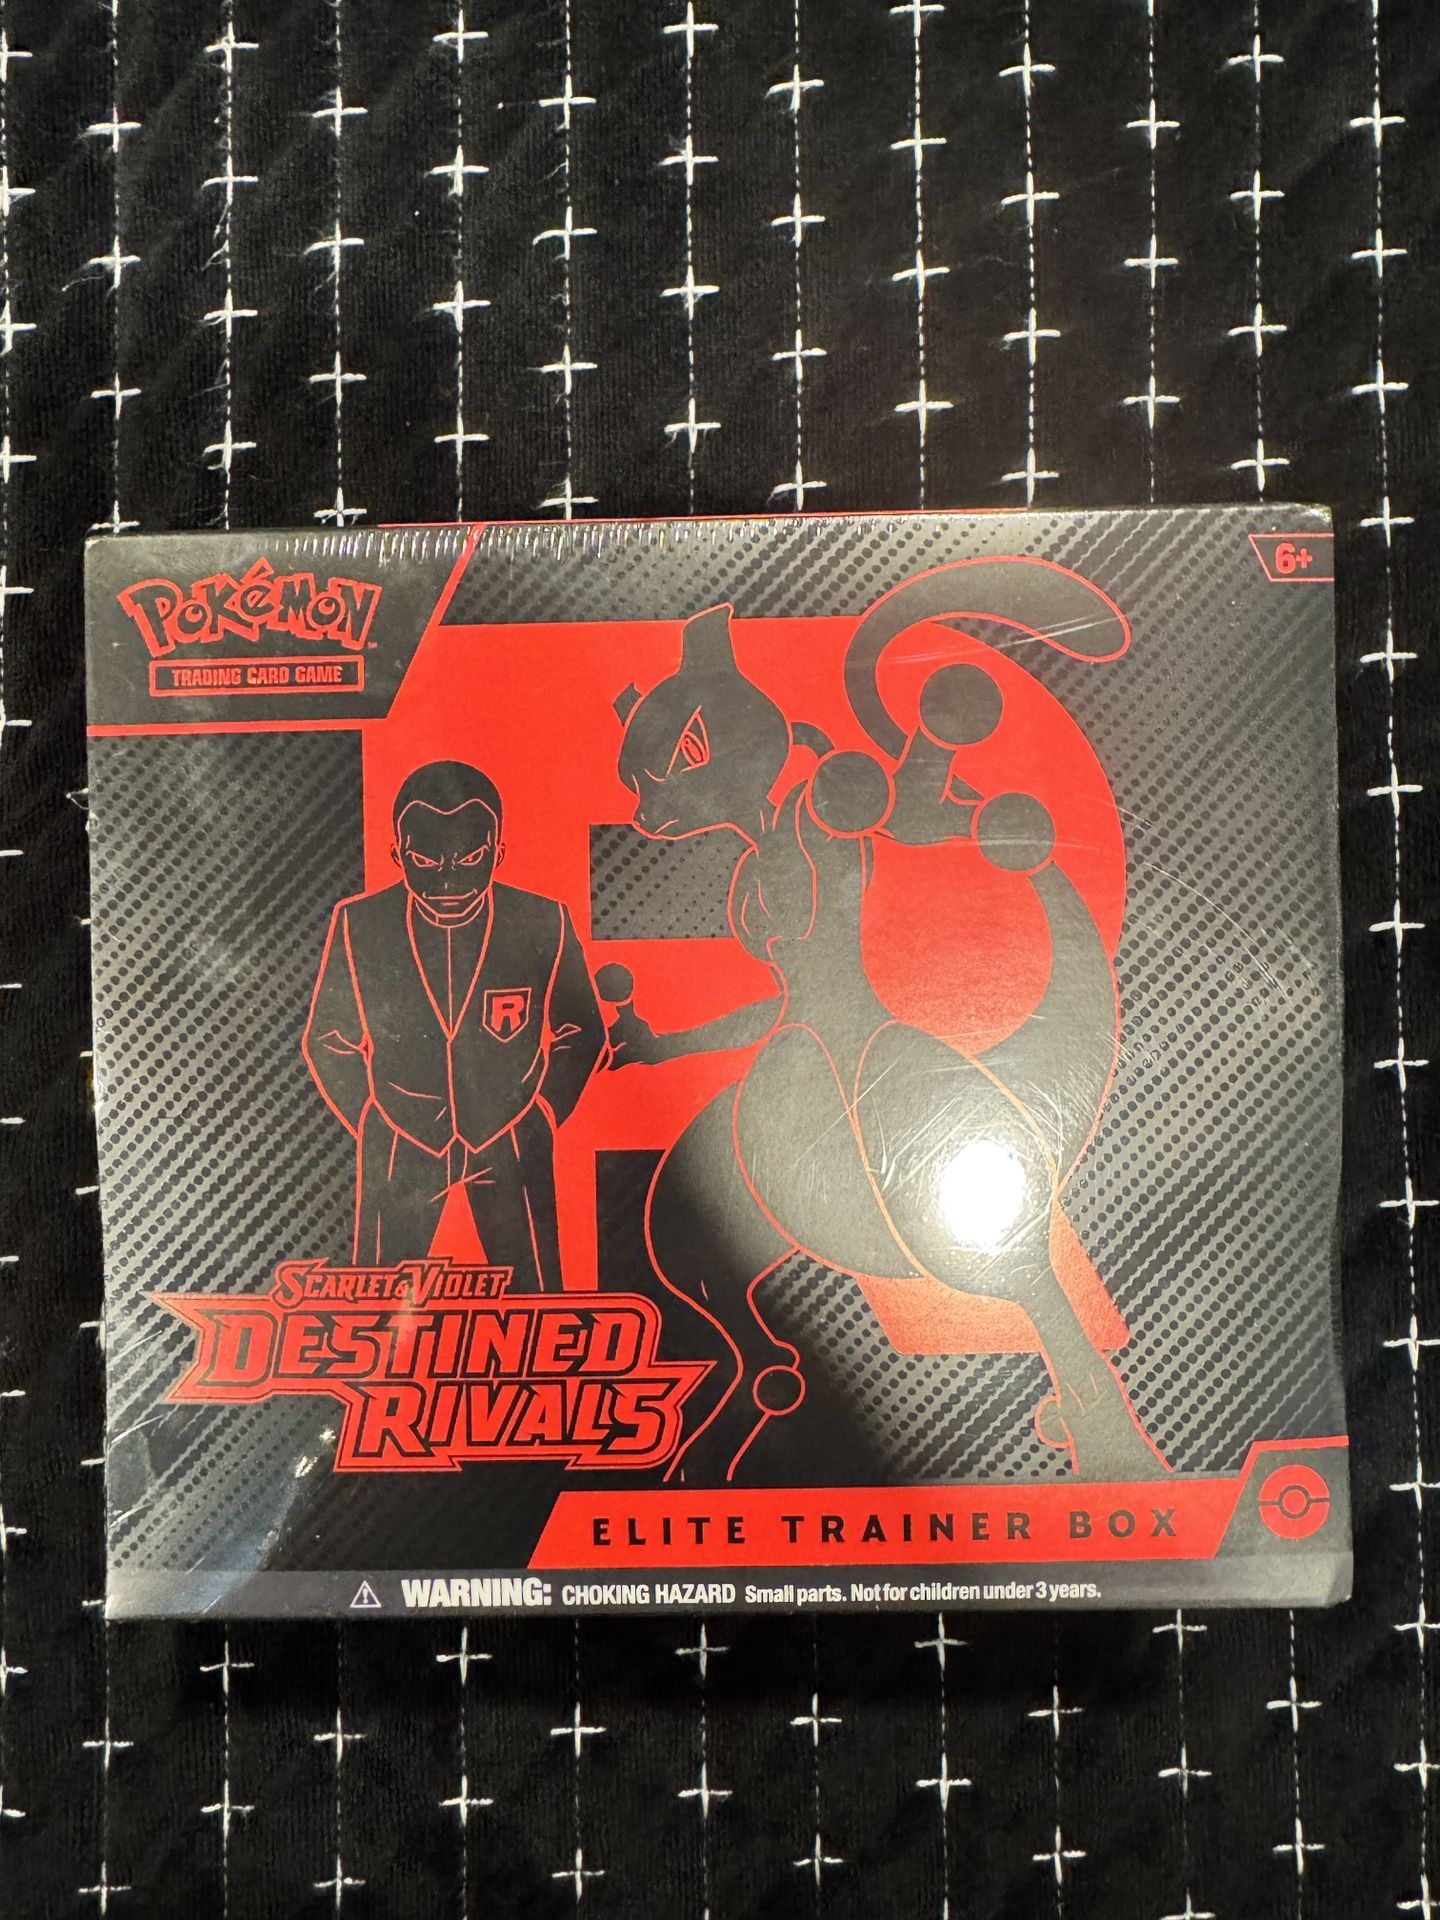 POKéMON
TRADING CARD GAME
6+
R
SCARLET & VIOLET
DESTINED
RIVALS
ELITE TRAINER BOX
⚠ WARNING: CHOKING HAZARD Small parts. Not for children under 3 years.